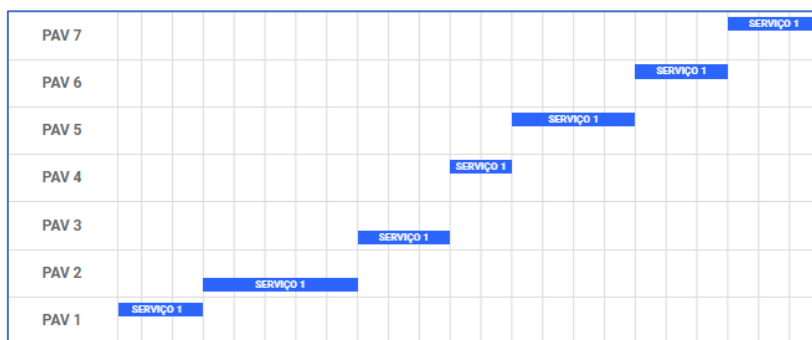 PAV 7 SERVIÇO 1
PAV 6 SERVIÇO 1
PAV 5 SERVIÇO 1
PAV 4 SERVIÇO 1
PAV 3 SERVIÇO 1
PAV 2 SERVIÇO 1
PAV 1 SERVIÇO 1